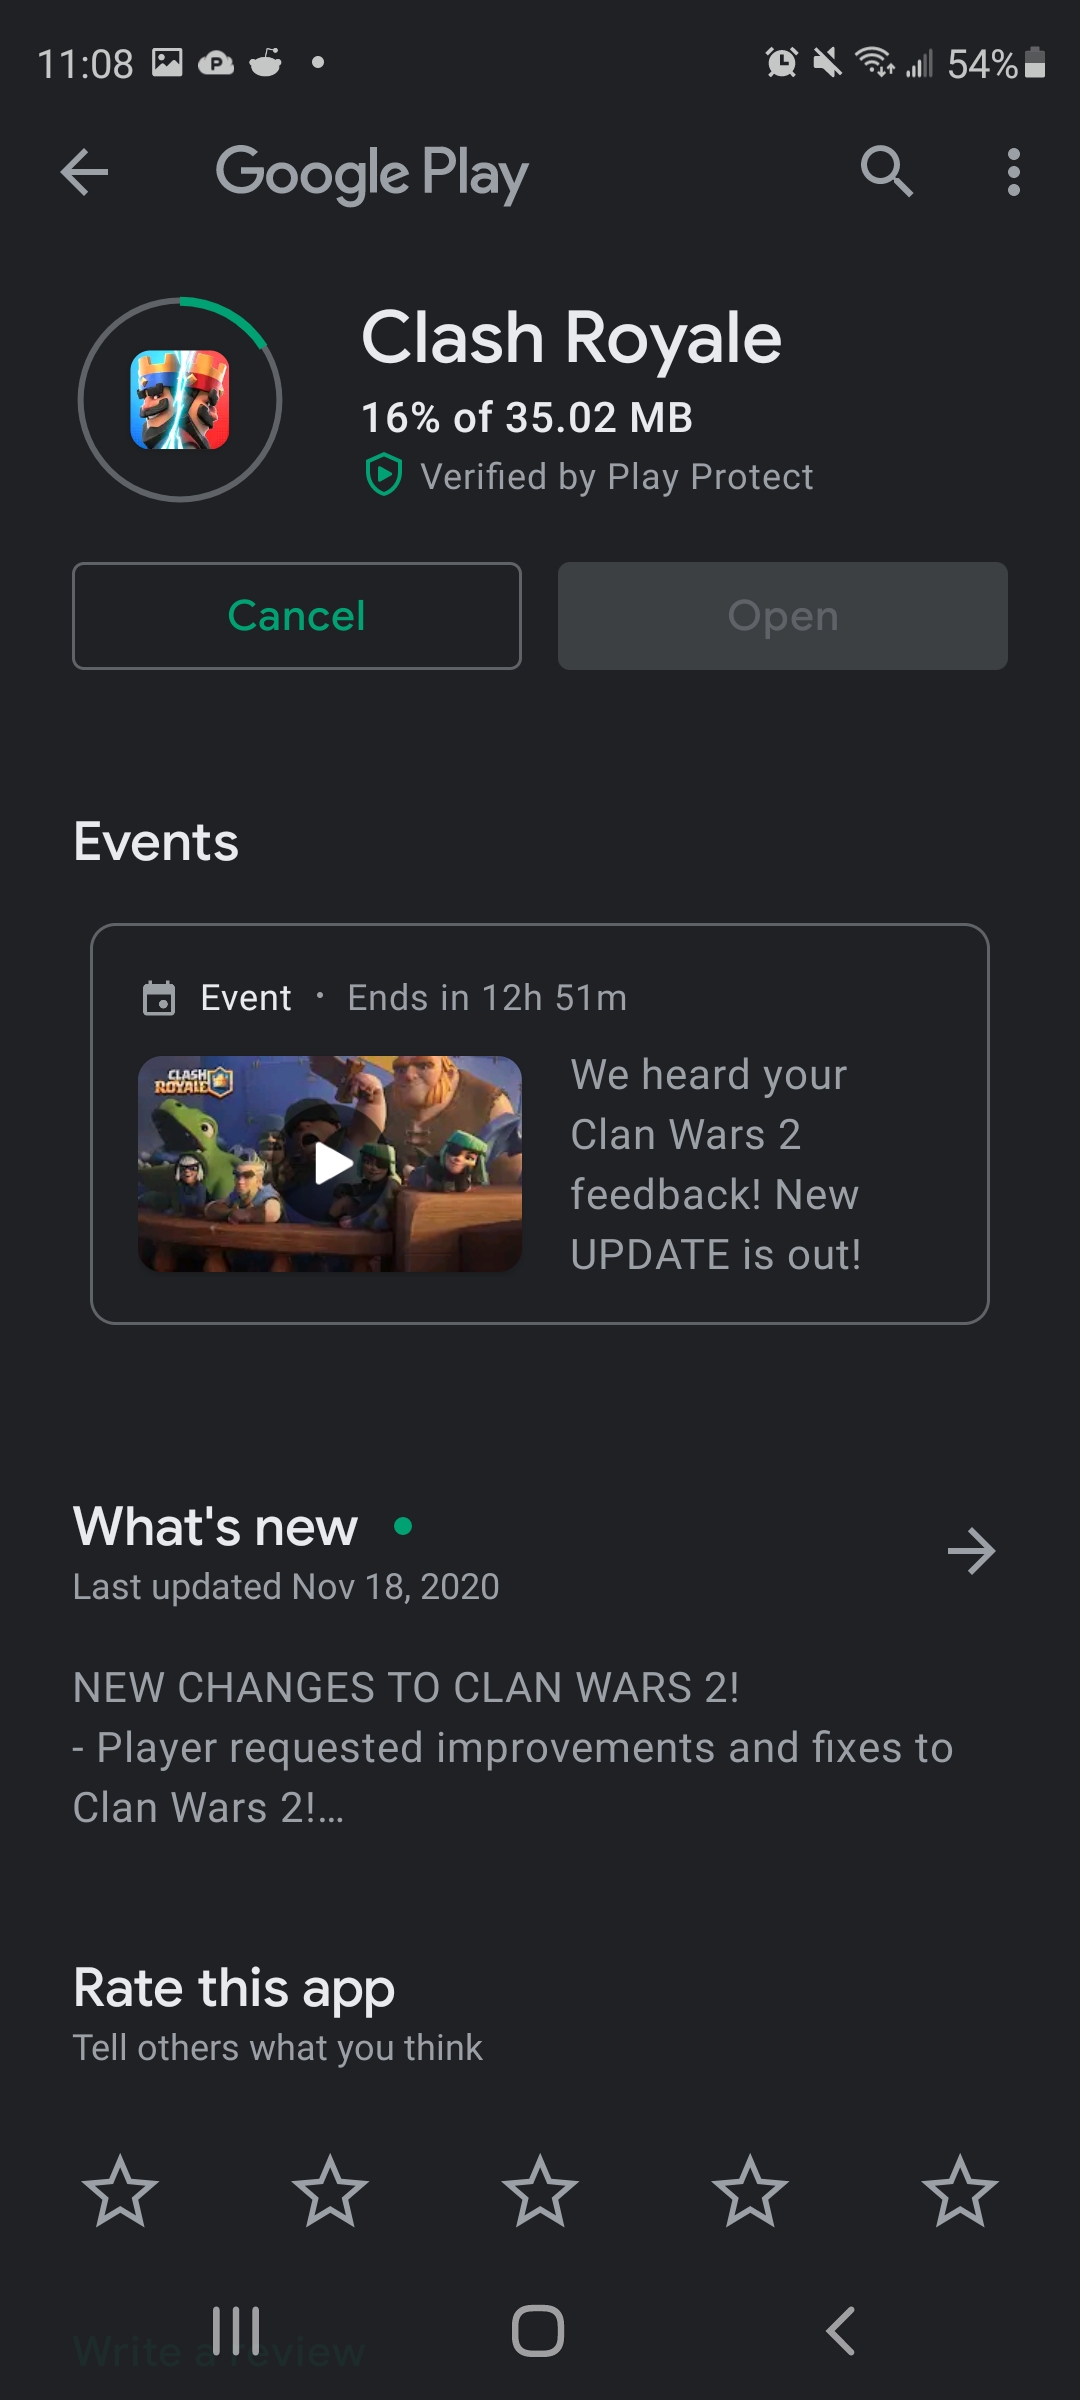 11:08
54%
Google Play
Clash Royale
16% of 35.02 MB
Verified by Play Protect
Cancel
Open
Events
Event • Ends in 12h 51m
CLASH
ROYALE
We heard your
Clan Wars 2
feedback! New
UPDATE is out!
What's new
Last updated Nov 18, 2020
NEW CHANGES TO CLAN WARS 2!
- Player requested improvements and fixes to
Clan Wars 2!...
Rate this app
Tell others what you think
Write a review